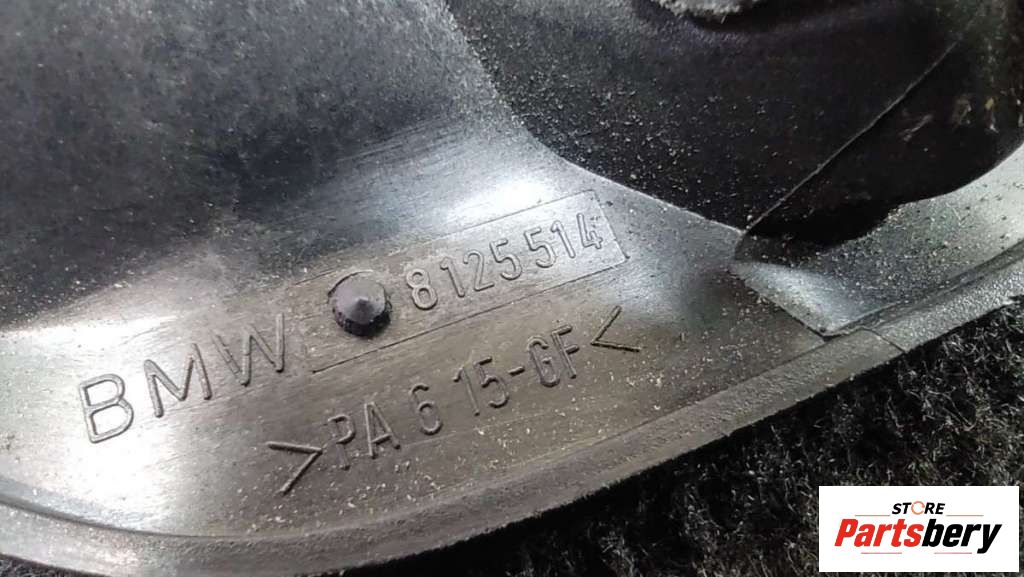 BMW 8125514
>PA 6 15-GF<
STORE
Partsbery